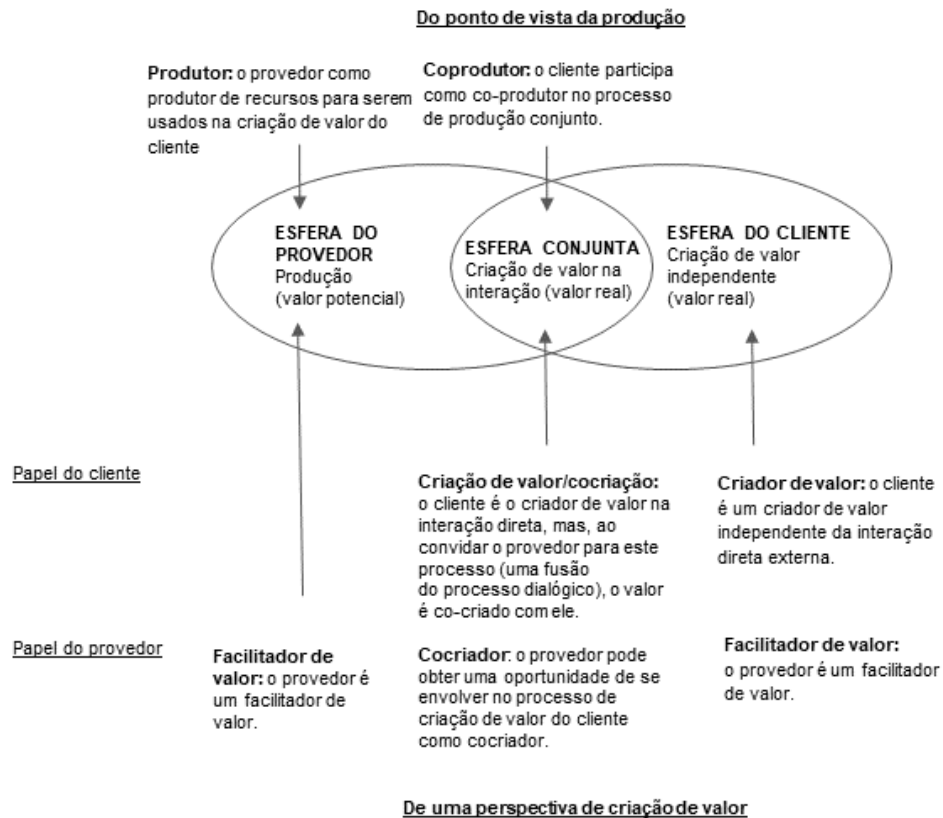 Do ponto de vista da produção
Produtor: o provedor como
produtor de recursos para serem
usados na criação de valor do
cliente
Coprodutor: o cliente participa
como co-produtor no processo
de produção conjunto.
ESFERA DO
PROVEDOR
Produção
(valor potencial)
ESFERA CONJUNTA
Criação de valor na
interação (valor real)
ESFERA DO CLIENTE
Criação de valor
independente
(valor real)
Papel do cliente
Criação de valor/cocriação:
o cliente é o criador de valor na
interação direta, mas, ao
convidar o provedor para este
processo (uma fusão
do processo dialógico), o valor
é co-criado com ele.
Criador de valor: o cliente
é um criador de valor
independente da interação
direta externa.
Papel do provedor
Facilitador de
valor: o provedor é
um facilitador de
valor.
Cocriador: o provedor pode
obter uma oportunidade de se
envolver no processo de
criação de valor do cliente
como cocriador.
Facilitador de valor:
o provedor é um facilitador
de valor.
De uma perspectiva de criação de valor